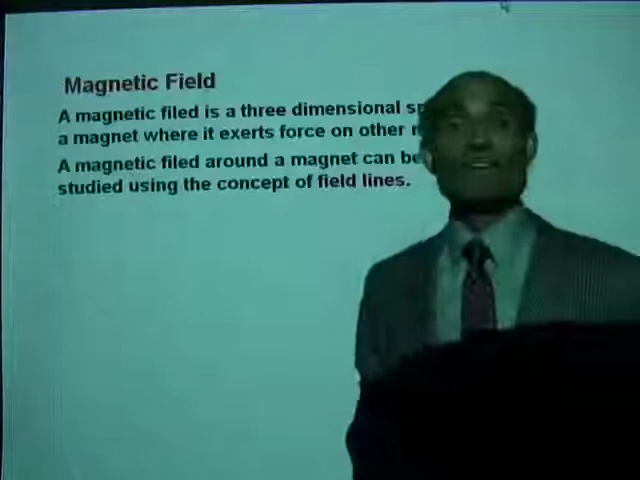 Magnetic Field
A magnetic filed is a three dimensional
a magnet where it exerts force on other
A magnetic filed around a magnet can be
studied using the concept of field lines.